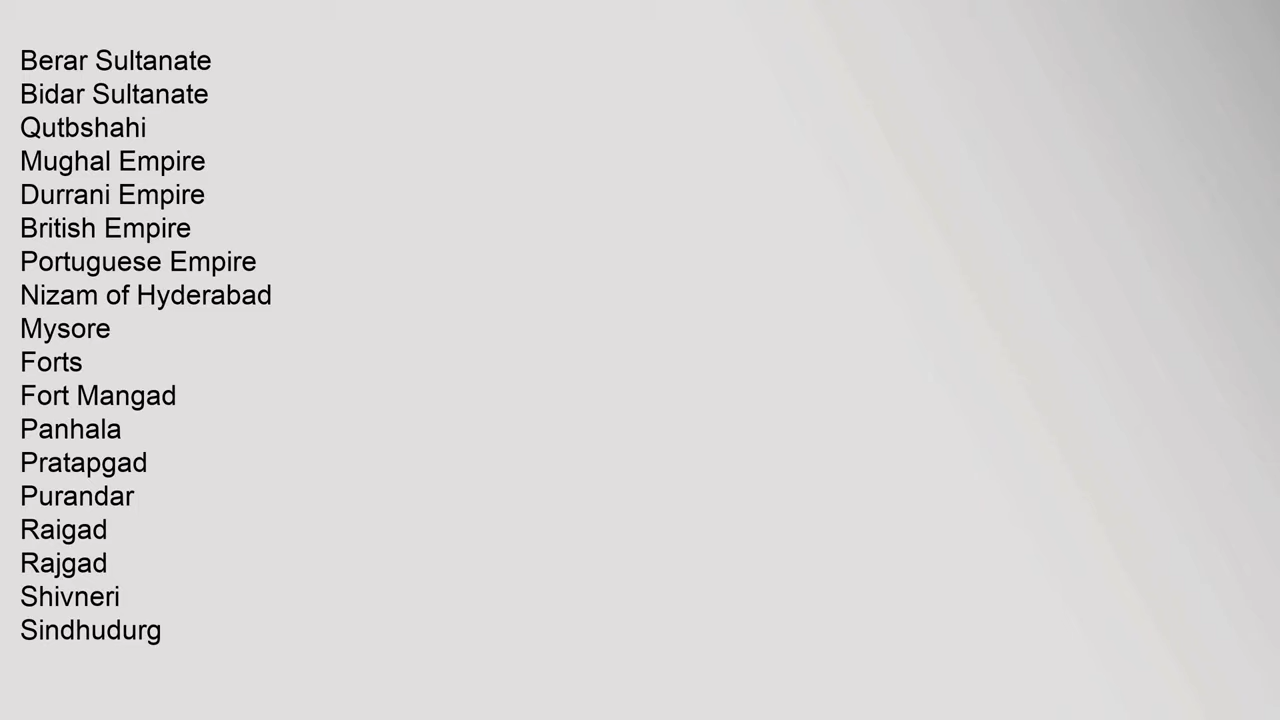 Berar Sultanate
Bidar Sultanate
Qutbshahi
Mughal Empire
Durrani Empire
British Empire
Portuguese Empire
Nizam of Hyderabad
Mysore
Forts
Fort Mangad
Panhala
Pratapgad
Purandar
Raigad
Rajgad
Shivneri
Sindhudurg